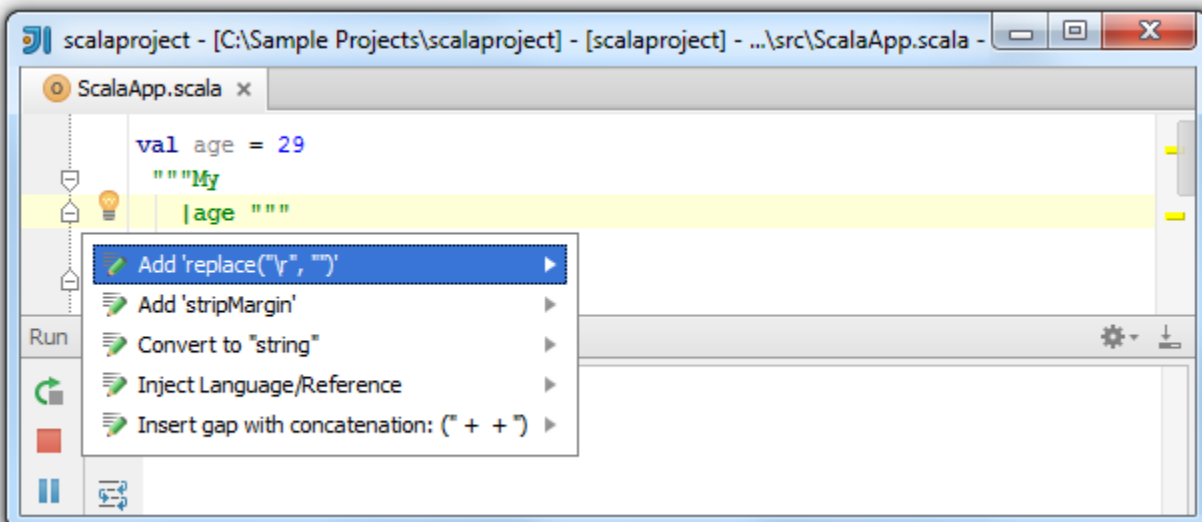 scalaproject - [C:\Sample Projects\scalaproject] - [scalaproject] - ...\src\ScalaApp.scala -
ScalaApp.scala
val age = 29
"""My
|age """
Add 'replace("\r", "")'
Add 'stripMargin'
Convert to "string"
Inject Language/Reference
Insert gap with concatenation: (" + + ")
Run